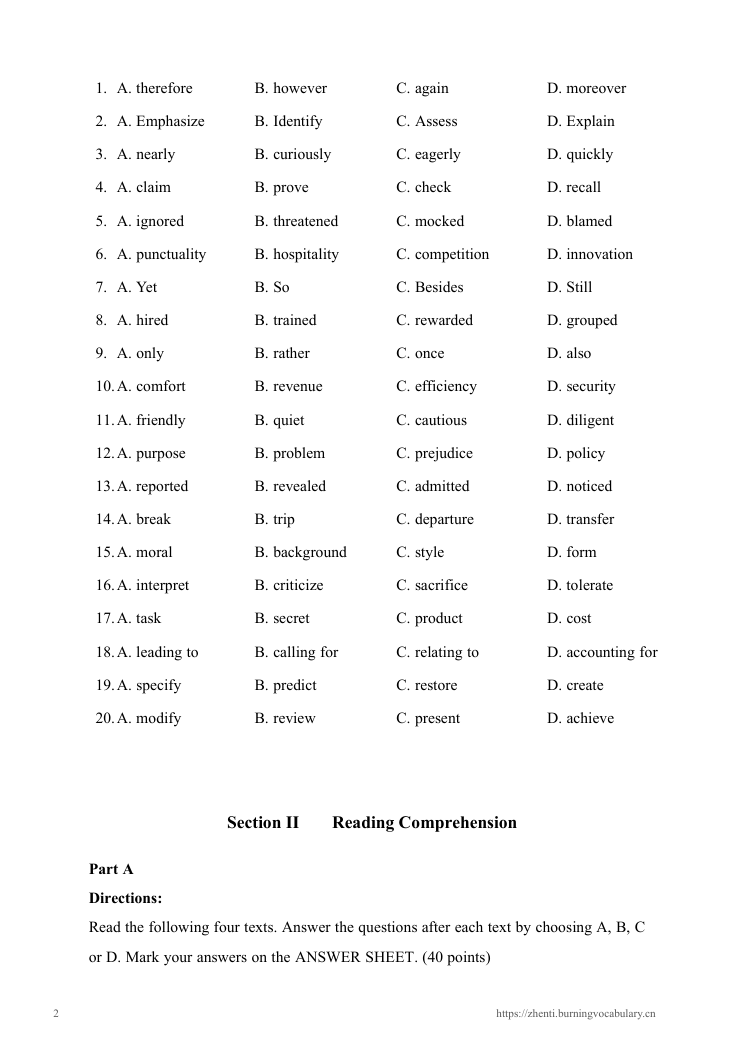 1. A. therefore B. however C. again D. moreover
2. A. Emphasize B. Identify C. Assess D. Explain
3. A. nearly B. curiously C. eagerly D. quickly
4. A. claim B. prove C. check D. recall
5. A. ignored B. threatened C. mocked D. blamed
6. A. punctuality B. hospitality C. competition D. innovation
7. A. Yet B. So C. Besides D. Still
8. A. hired B. trained C. rewarded D. grouped
9. A. only B. rather C. once D. also
10. A. comfort B. revenue C. efficiency D. security
11. A. friendly B. quiet C. cautious D. diligent
12. A. purpose B. problem C. prejudice D. policy
13. A. reported B. revealed C. admitted D. noticed
14. A. break B. trip C. departure D. transfer
15. A. moral B. background C. style D. form
16. A. interpret B. criticize C. sacrifice D. tolerate
17. A. task B. secret C. product D. cost
18. A. leading to B. calling for C. relating to D. accounting for
19. A. specify B. predict C. restore D. create
20. A. modify B. review C. present D. achieve
Section II Reading Comprehension
Part A
Directions:
Read the following four texts. Answer the questions after each text by choosing A, B, C
or D. Mark your answers on the ANSWER SHEET. (40 points)
2 https://zhenti.burningvocabulary.cn